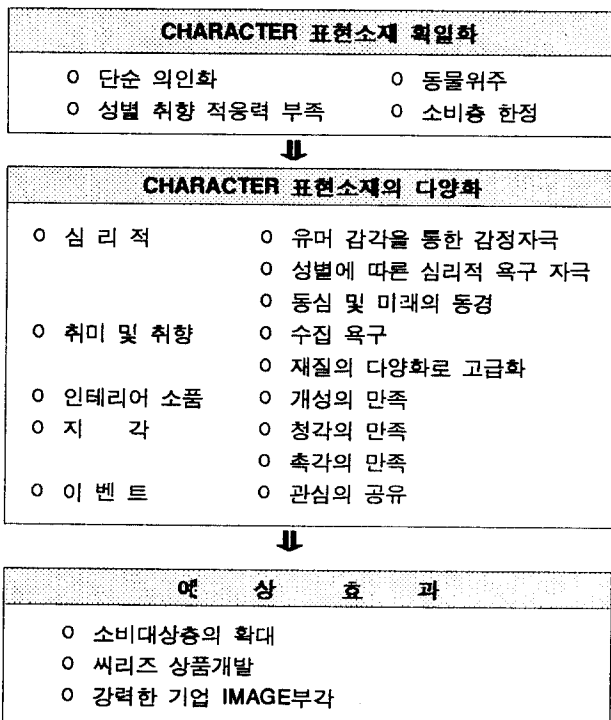 CHARACTER 표현소재 획일화
o 단순 의인화 o 동물위주
o 성별 취향 적응력 부족 o 소비층 한정
⇓
CHARACTER 표현소재의 다양화
o 심 리 적 o 유머 감각을 통한 감정자극
o 성별에 따른 심리적 욕구 자극
o 동심 및 미래의 동경
o 취미 및 취향 o 수집 욕구
o 재질의 다양화로 고급화
o 인테리어 소품 o 개성의 만족
o 지 각 o 청각의 만족
o 촉각의 만족
o 이 벤 트 o 관심의 공유
⇓
예 상 효 과
o 소비대상층의 확대
o 씨리즈 상품개발
o 강력한 기업 IMAGE부각